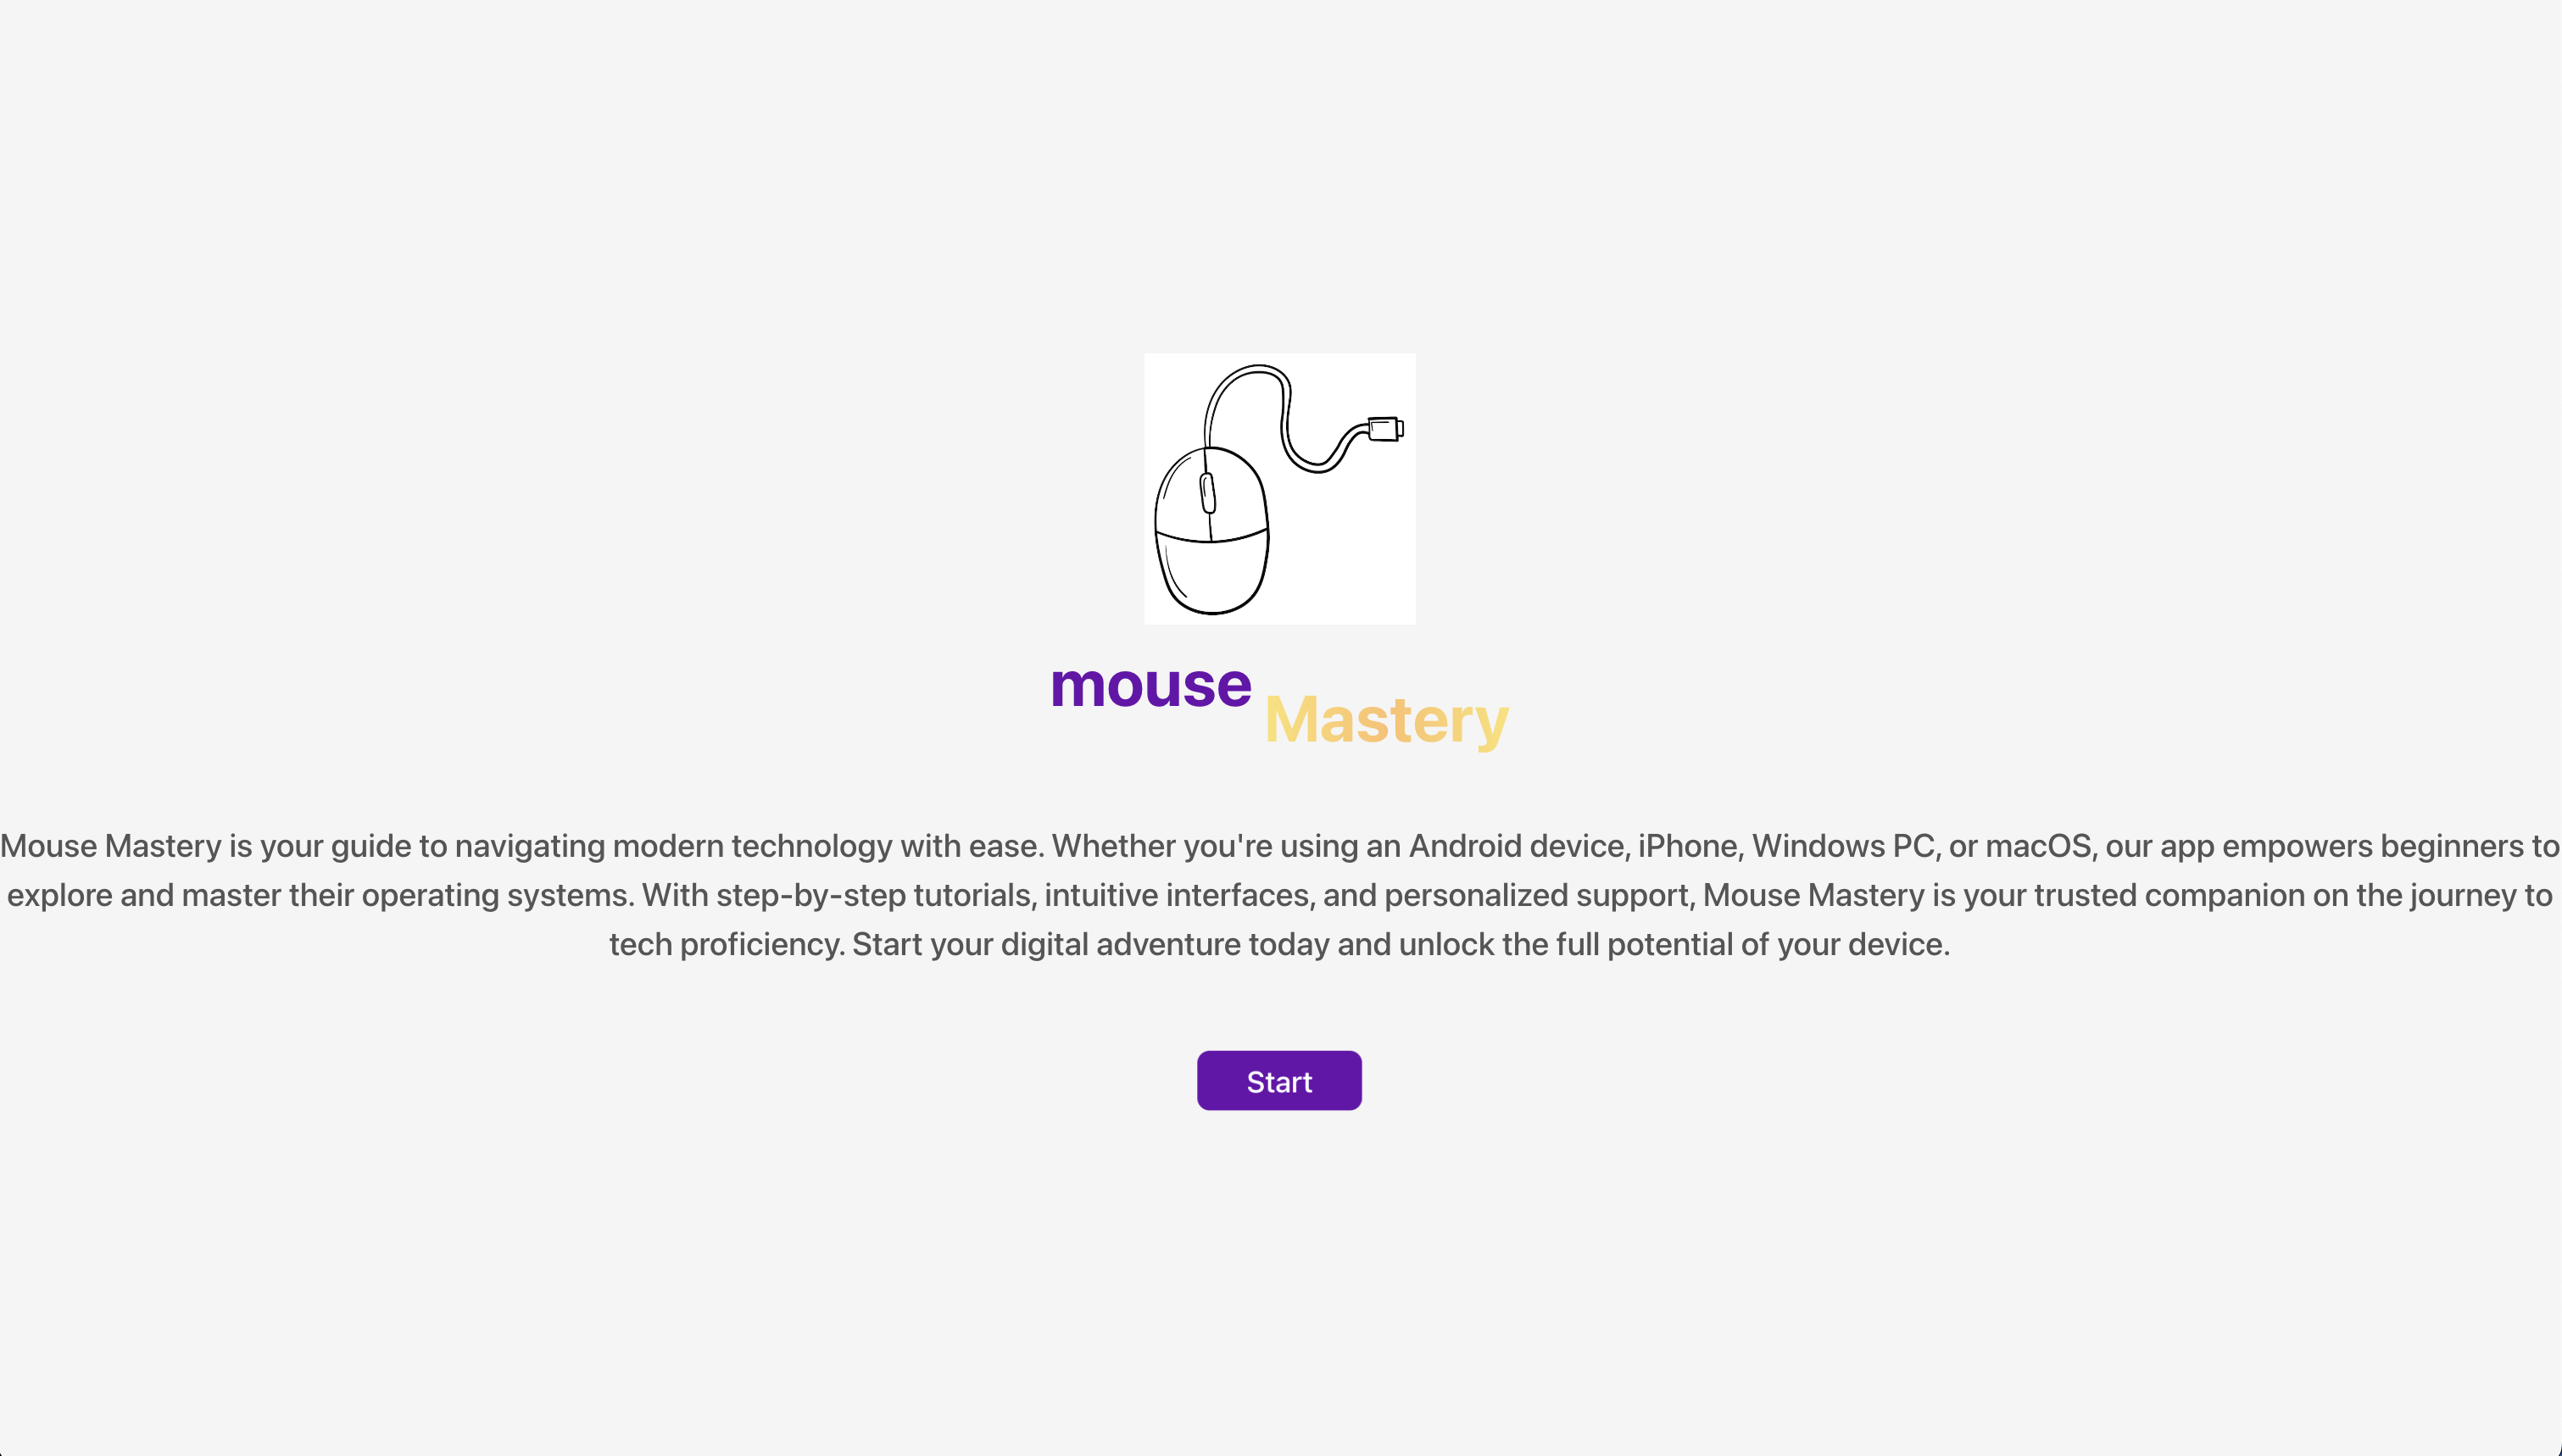 mouse
Mastery
Mouse Mastery is your guide to navigating modern technology with ease. Whether you're using an Android device, iPhone, Windows PC, or macOS, our app empowers beginners to
explore and master their operating systems. With step-by-step tutorials, intuitive interfaces, and personalized support, Mouse Mastery is your trusted companion on the journey to
tech proficiency. Start your digital adventure today and unlock the full potential of your device.
Start